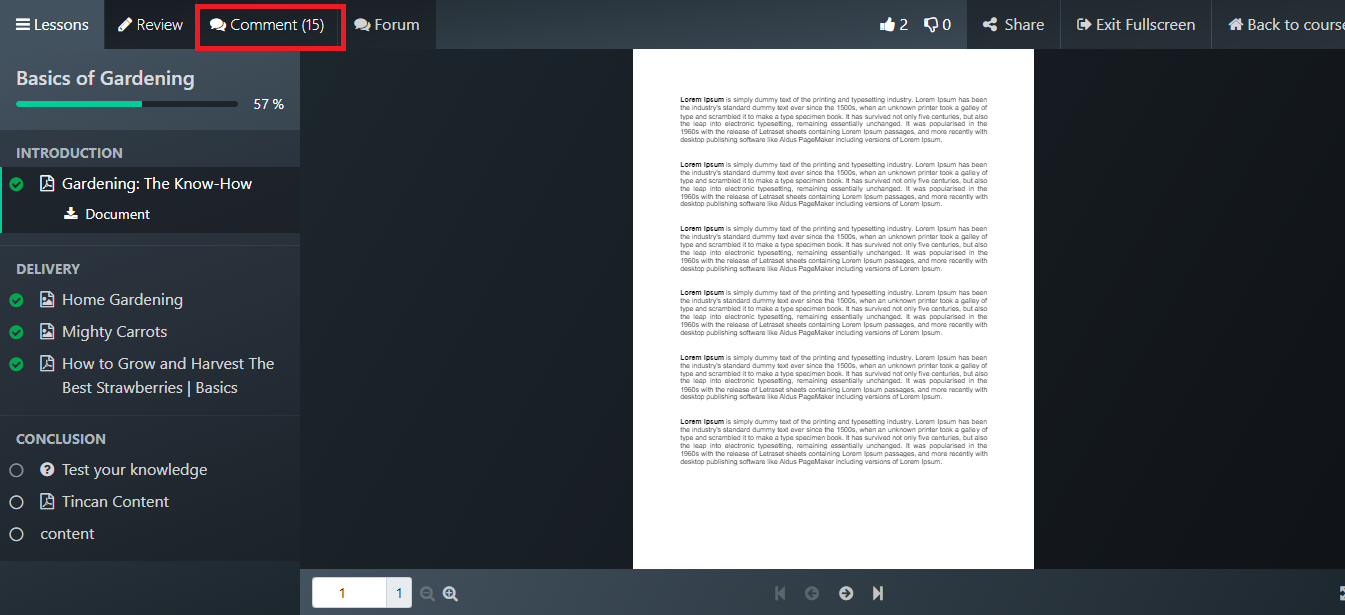 Lessons Review Comment (15) Forum 2 0 Share Exit Fullscreen Back to course
Basics of Gardening
57 %
INTRODUCTION
Gardening: The Know-How
Document
DELIVERY
Home Gardening
Mighty Carrots
How to Grow and Harvest The
Best Strawberries | Basics
CONCLUSION
Test your knowledge
Tincan Content
content
Lorem Ipsum is simply dummy text of the printing and typesetting industry. Lorem Ipsum has been
the industry's standard dummy text ever since the 1500s, when an unknown printer took a galley of
type and scrambled it to make a type specimen book. It has survived not only five centuries, but also
the leap into electronic typesetting, remaining essentially unchanged. It was popularised in the
1960s with the release of Letraset sheets containing Lorem Ipsum passages, and more recently with
desktop publishing software like Aldus PageMaker including versions of Lorem Ipsum.
Lorem Ipsum is simply dummy text of the printing and typesetting industry. Lorem Ipsum has been
the industry's standard dummy text ever since the 1500s, when an unknown printer took a galley of
type and scrambled it to make a type specimen book. It has survived not only five centuries, but also
the leap into electronic typesetting, remaining essentially unchanged. It was popularised in the
1960s with the release of Letraset sheets containing Lorem Ipsum passages, and more recently with
desktop publishing software like Aldus PageMaker including versions of Lorem Ipsum.
Lorem Ipsum is simply dummy text of the printing and typesetting industry. Lorem Ipsum has been
the industry's standard dummy text ever since the 1500s, when an unknown printer took a galley of
type and scrambled it to make a type specimen book. It has survived not only five centuries, but also
the leap into electronic typesetting, remaining essentially unchanged. It was popularised in the
1960s with the release of Letraset sheets containing Lorem Ipsum passages, and more recently with
desktop publishing software like Aldus PageMaker including versions of Lorem Ipsum.
Lorem Ipsum is simply dummy text of the printing and typesetting industry. Lorem Ipsum has been
the industry's standard dummy text ever since the 1500s, when an unknown printer took a galley of
type and scrambled it to make a type specimen book. It has survived not only five centuries, but also
the leap into electronic typesetting, remaining essentially unchanged. It was popularised in the
1960s with the release of Letraset sheets containing Lorem Ipsum passages, and more recently with
desktop publishing software like Aldus PageMaker including versions of Lorem Ipsum.
Lorem Ipsum is simply dummy text of the printing and typesetting industry. Lorem Ipsum has been
the industry's standard dummy text ever since the 1500s, when an unknown printer took a galley of
type and scrambled it to make a type specimen book. It has survived not only five centuries, but also
the leap into electronic typesetting, remaining essentially unchanged. It was popularised in the
1960s with the release of Letraset sheets containing Lorem Ipsum passages, and more recently with
desktop publishing software like Aldus PageMaker including versions of Lorem Ipsum.
Lorem Ipsum is simply dummy text of the printing and typesetting industry. Lorem Ipsum has been
the industry's standard dummy text ever since the 1500s, when an unknown printer took a galley of
type and scrambled it to make a type specimen book. It has survived not only five centuries, but also
the leap into electronic typesetting, remaining essentially unchanged. It was popularised in the
1960s with the release of Letraset sheets containing Lorem Ipsum passages, and more recently with
desktop publishing software like Aldus PageMaker including versions of Lorem Ipsum.
1 1